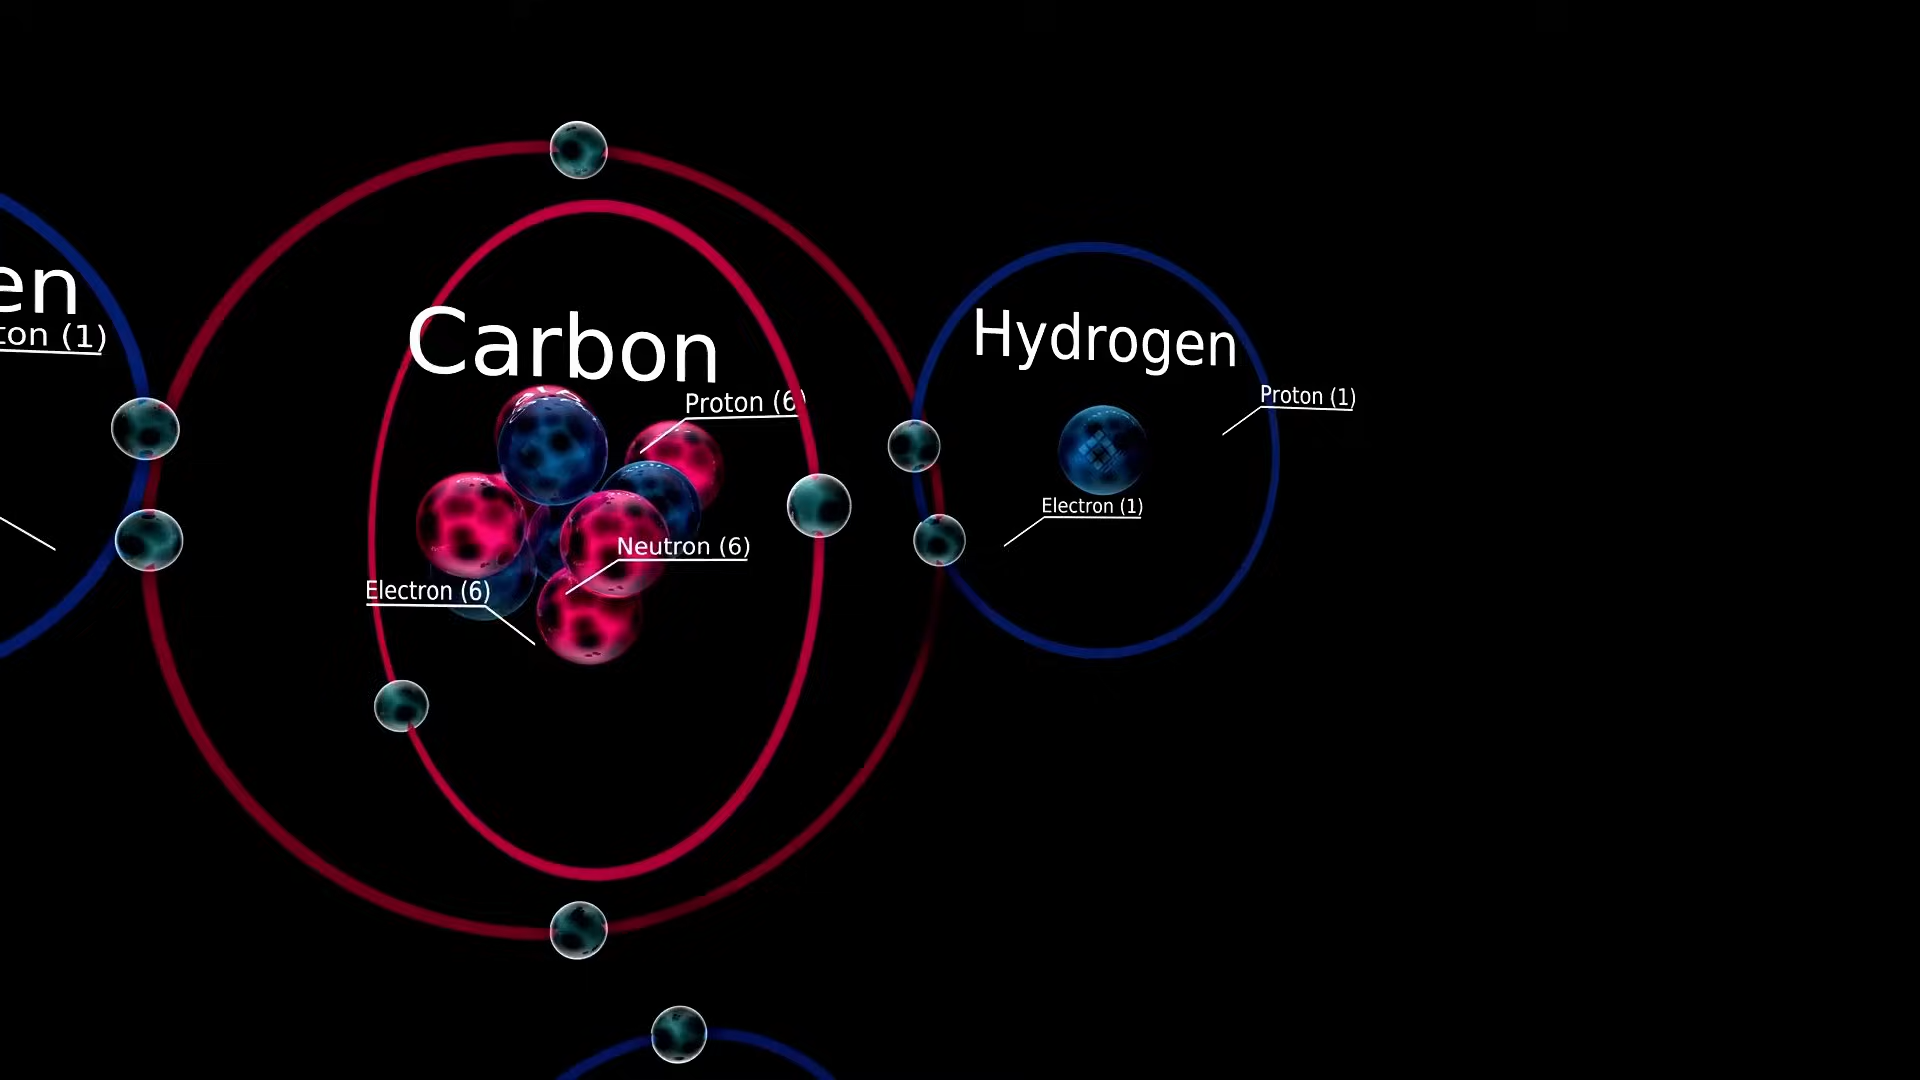 en
ton (1)
Carbon
Proton (6)
Neutron (6)
Electron (6)
Hydrogen
Proton (1)
Electron (1)